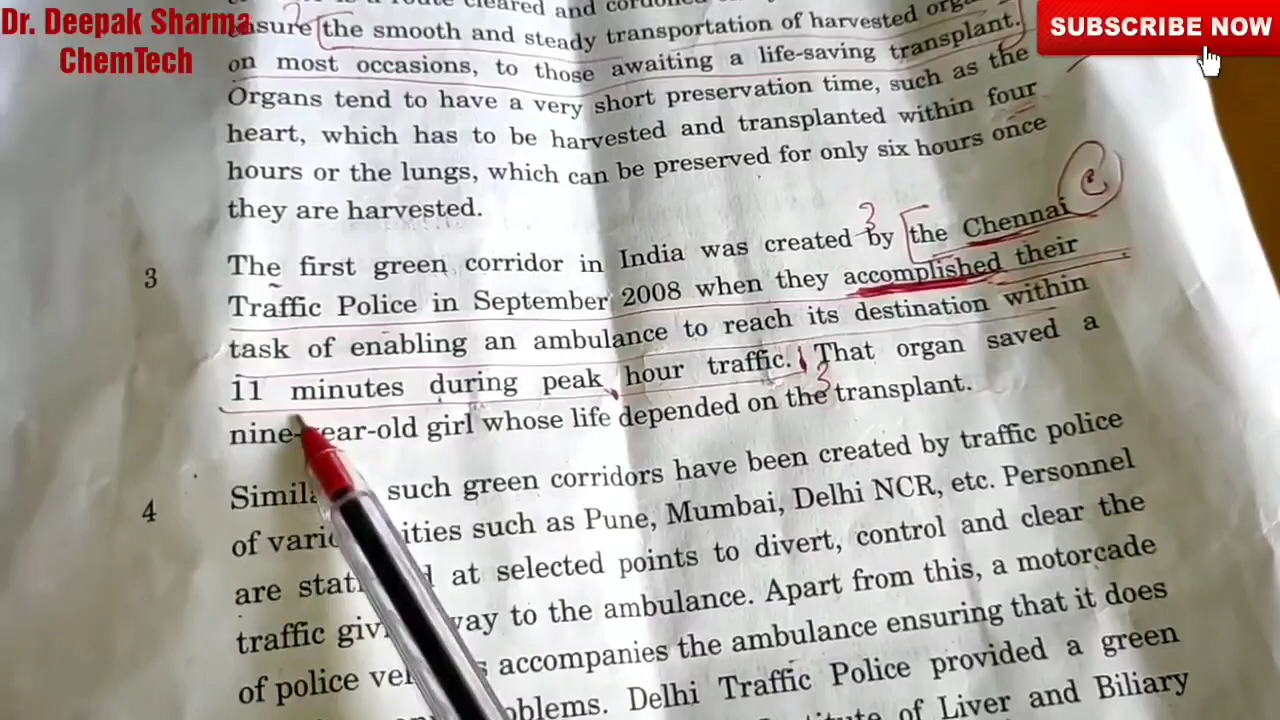 Dr. Deepak Sharma
ChemTech
SUBSCRIBE NOW
route cleared and
the smooth and steady transportation of harvested
on most occasions, to those awaiting a life-saving transplant.
Organs tend to have a very short preservation time, such as the
heart, which has to be harvested and transplanted within four
hours or the lungs, which can be preserved for only six hours once
they are harvested.
3 The first green corridor in India was created by the Chennai
Traffic Police in September 2008 when they accomplished their
task of enabling an ambulance to reach its destination within
11 minutes during peak hour traffic. That organ saved a
nine-year-old girl whose life depended on the transplant.
4 such green corridors have been created by traffic police
of such as Pune, Mumbai, Delhi NCR, etc. Personnel
are at selected points to divert, control and clear the
traffic way to the ambulance. Apart from this, a motorcade
of police accompanies the ambulance ensuring that it does
Delhi Traffic Police provided a green
of Liver and Biliary